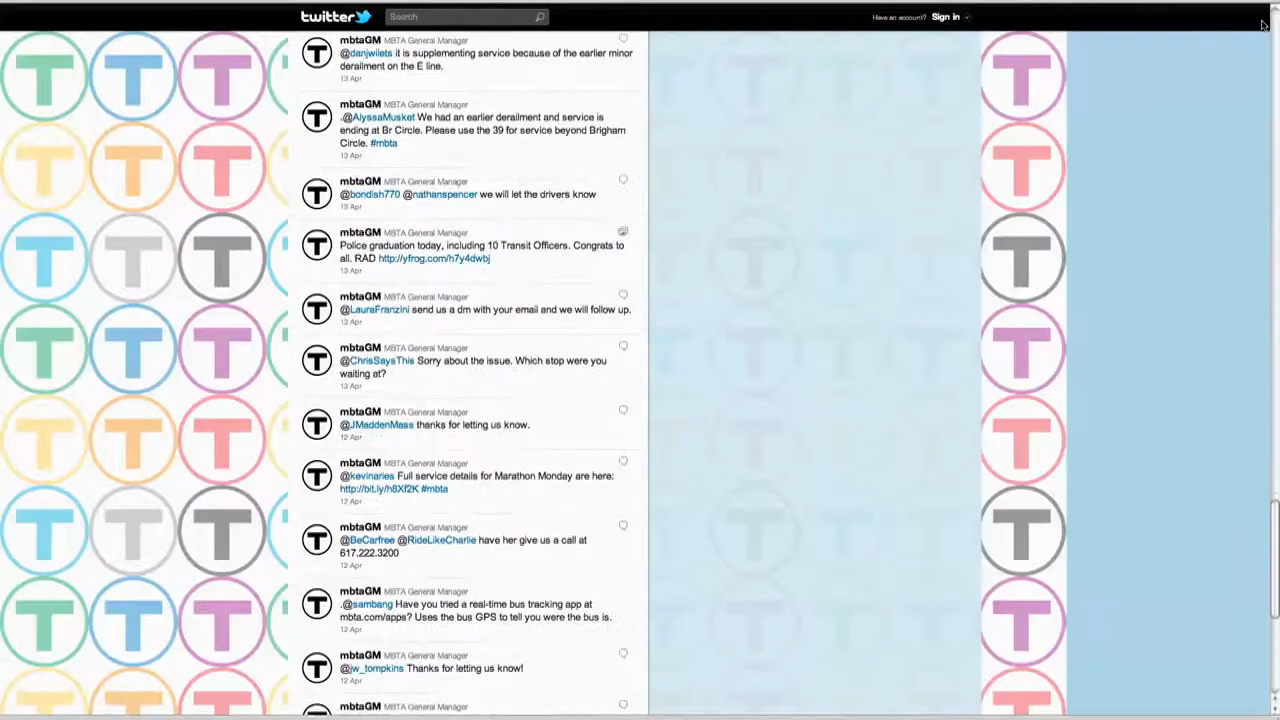 twitter
Search
Have an account? Sign in
mbtaGM MBTA General Manager
@danjwilets it is supplementing service because of the earlier minor
derailment on the E line.
13 Apr
mbtaGM MBTA General Manager
.@AlyssaMusket We had an earlier derailment and service is
ending at Br Circle. Please use the 39 for service beyond Brigham
Circle. #mbta
13 Apr
mbtaGM MBTA General Manager
@bondish770 @nathanspencer we will let the drivers know
13 Apr
mbtaGM MBTA General Manager
Police graduation today, including 10 Transit Officers. Congrats to
all. RAD http://yfrog.com/h7y4dwbj
13 Apr
mbtaGM MBTA General Manager
@LauraFranzini send us a dm with your email and we will follow up.
13 Apr
mbtaGM MBTA General Manager
@ChrisSaysThis Sorry about the issue. Which stop were you
waiting at?
13 Apr
mbtaGM MBTA General Manager
@JMaddenMass thanks for letting us know.
12 Apr
mbtaGM MBTA General Manager
@kevinaries Full service details for Marathon Monday are here:
http://bit.ly/h8Xf2K #mbta
12 Apr
mbtaGM MBTA General Manager
@BeCarfree @RideLikeCharlie have her give us a call at
617.222.3200
12 Apr
mbtaGM MBTA General Manager
.@sambang Have you tried a real-time bus tracking app at
mbta.com/apps? Uses the bus GPS to tell you were the bus is.
12 Apr
mbtaGM MBTA General Manager
@jw_tompkins Thanks for letting us know!
12 Apr
mbtaGM MBTA General Manager